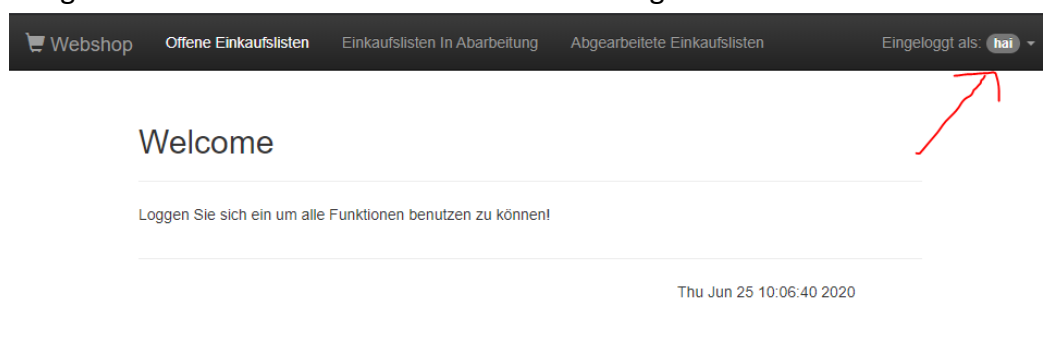 Webshop Offene Einkaufslisten Einkaufslisten In Abarbeitung Abgearbeitete Einkaufslisten Eingeloggt als: hai
Welcome
Loggen Sie sich ein um alle Funktionen benutzen zu können!
Thu Jun 25 10:06:40 2020